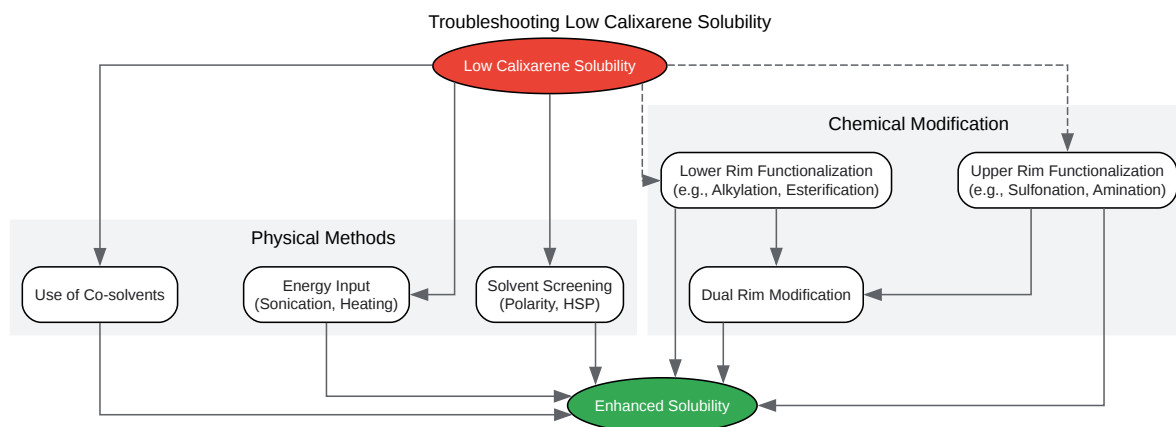 Troubleshooting Low Calixarene Solubility
Low Calixarene Solubility
Chemical Modification
Lower Rim Functionalization
(e.g., Alkylation, Esterification)
Upper Rim Functionalization
(e.g., Sulfonation, Amination)
Physical Methods
Use of Co-solvents
Energy Input
(Sonication, Heating)
Solvent Screening
(Polarity, HSP)
Dual Rim Modification
Enhanced Solubility